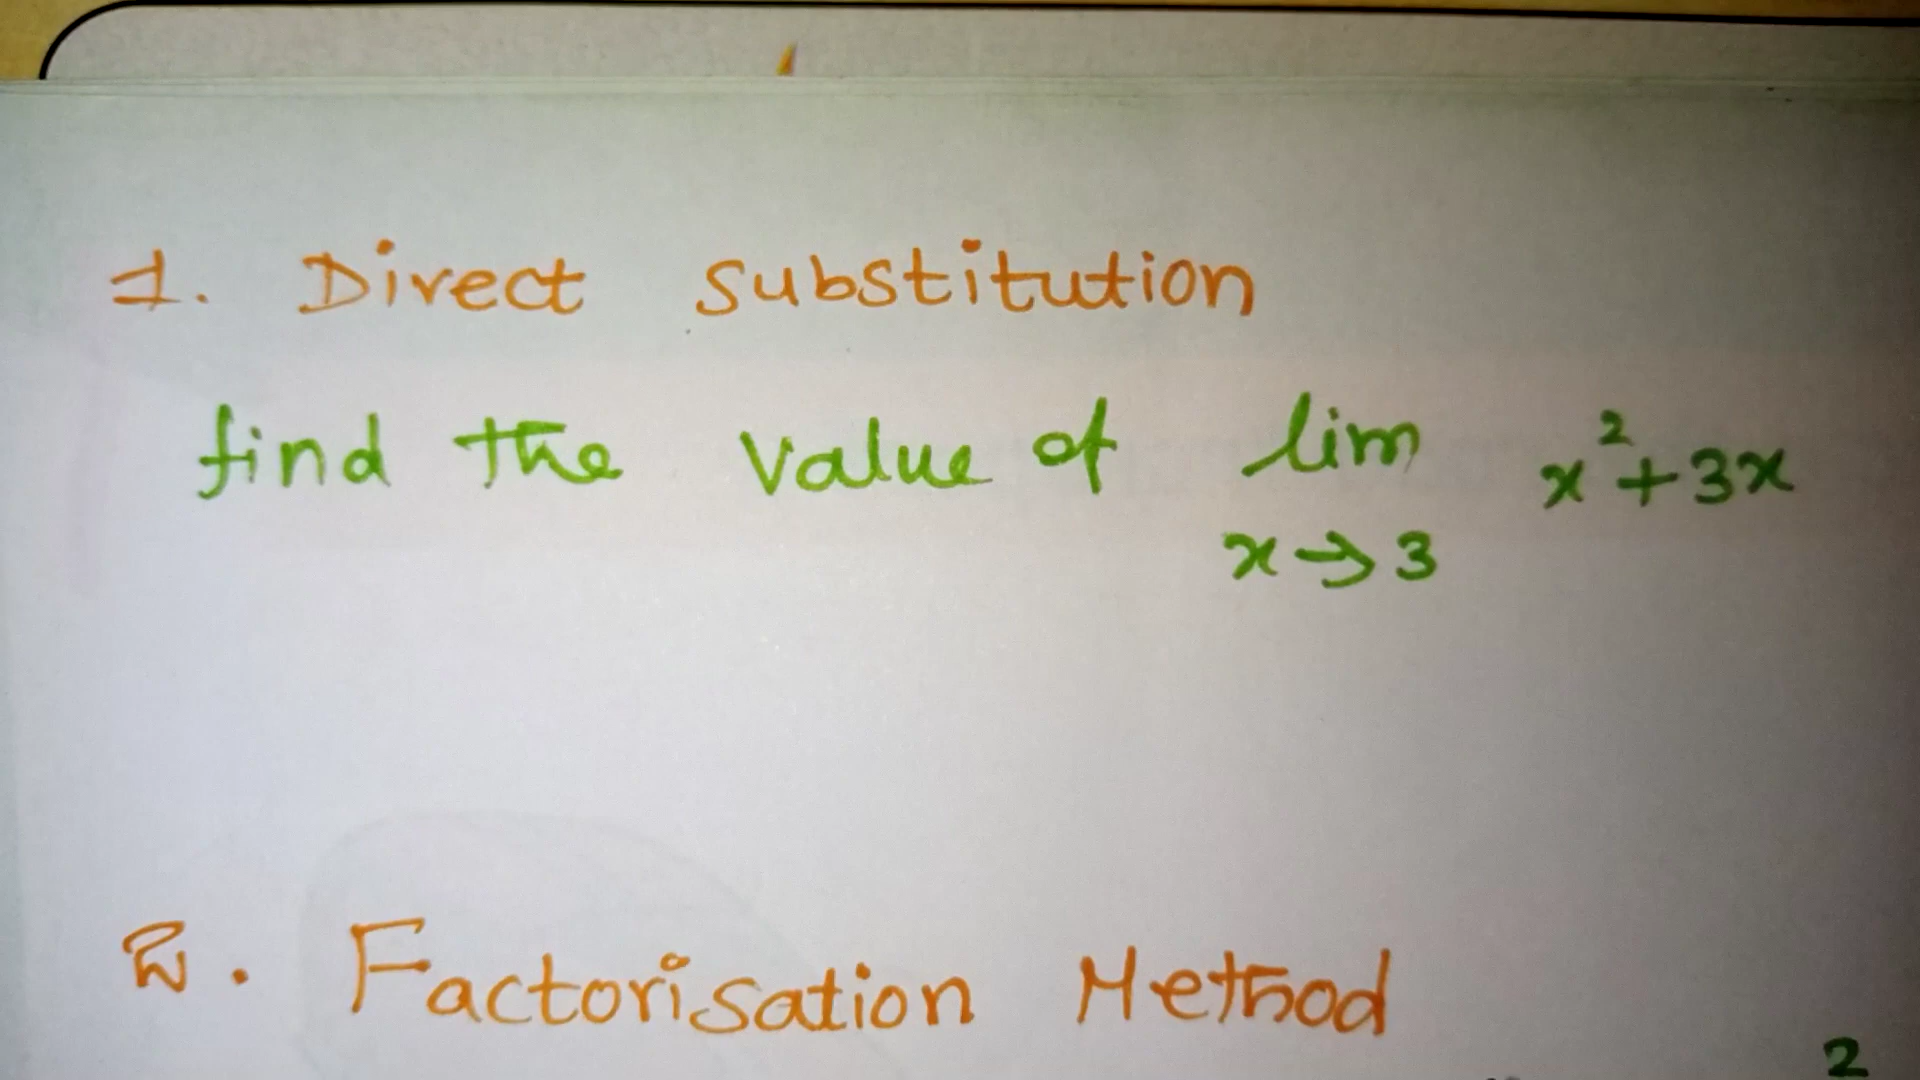 1. Direct substitution
find the value of lim x²+3x
x→3
2. Factorisation Method
2